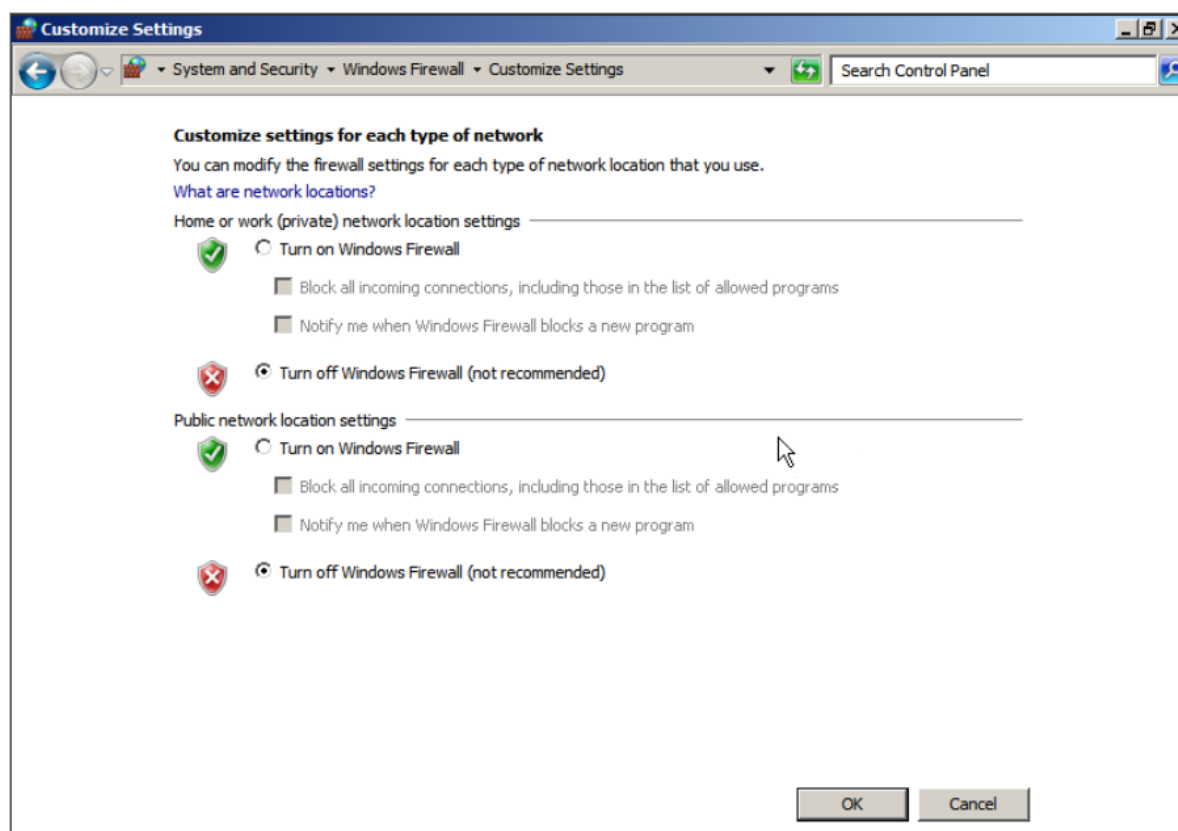 Customize Settings
System and Security Windows Firewall Customize Settings Search Control Panel
Customize settings for each type of network
You can modify the firewall settings for each type of network location that you use.
What are network locations?
Home or work (private) network location settings
Turn on Windows Firewall
Block all incoming connections, including those in the list of allowed programs
Notify me when Windows Firewall blocks a new program
Turn off Windows Firewall (not recommended)
Public network location settings
Turn on Windows Firewall
Block all incoming connections, including those in the list of allowed programs
Notify me when Windows Firewall blocks a new program
Turn off Windows Firewall (not recommended)
OK Cancel